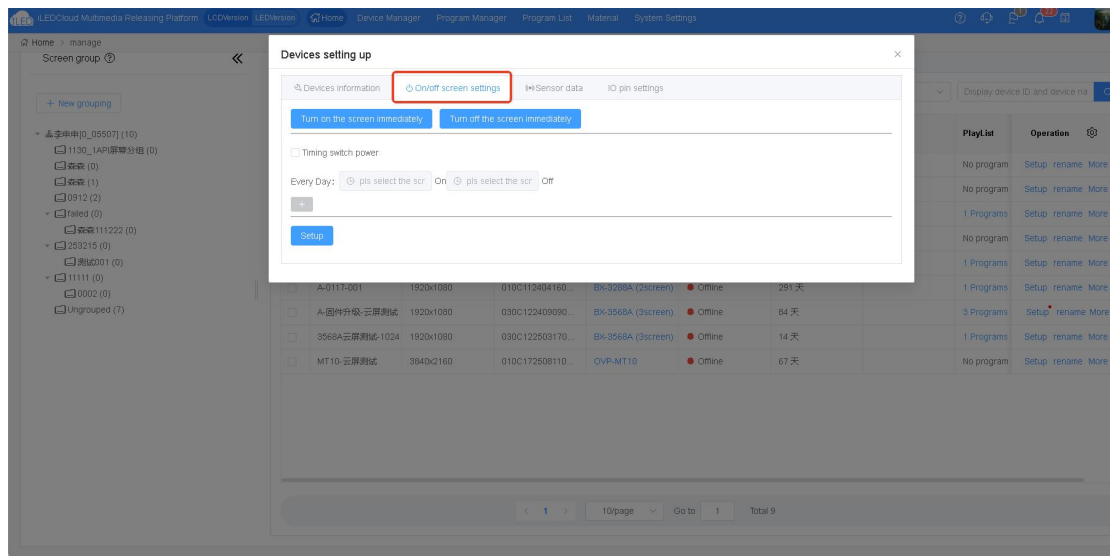 iLEDCloud Multimedia Releasing Platform LCDVersion LEDVersion Home Device Manager Program Manager Program List Material System Settings
Home > manage
Screen group
Devices setting up
Devices information On/off screen settings Sensor data IO pin settings
Display device ID and device na
+ New grouping
Turn on the screen immediately Turn off the screen immediately
PlayList Operation
李申申[0_05507] (10)
1130_1API屏幕分组 (0)
Timing switch power
No program Setup rename More
森森 (0)
森森 (1)
Every Day: pls select the scr On pls select the scr Off
No program Setup rename More
0912 (2)
+
failed (0)
1 Programs Setup rename More
森森111222 (0)
Setup
No program Setup rename More
253215 (0)
测试001 (0)
1 Programs Setup rename More
11111 (0)
0002 (0)
A-0117-001 1920x1080 010C112404160... BX-3288A (2screen) Offline 291 天 1 Programs Setup rename More
Ungrouped (7)
A-固件升级-云屏测试 1920x1080 030C122409090... BX-3568A (3screen) Offline 84 天 3 Programs Setup rename More
3568A云屏测试-1024 1920x1080 030C122503170... BX-3568A (3screen) Offline 14 天 1 Programs Setup rename More
MT10-云屏测试 3840x2160 010C172508110... OVP-MT10 Offline 67 天 No program Setup rename More
< 1 > 10/page Go to 1 Total 9